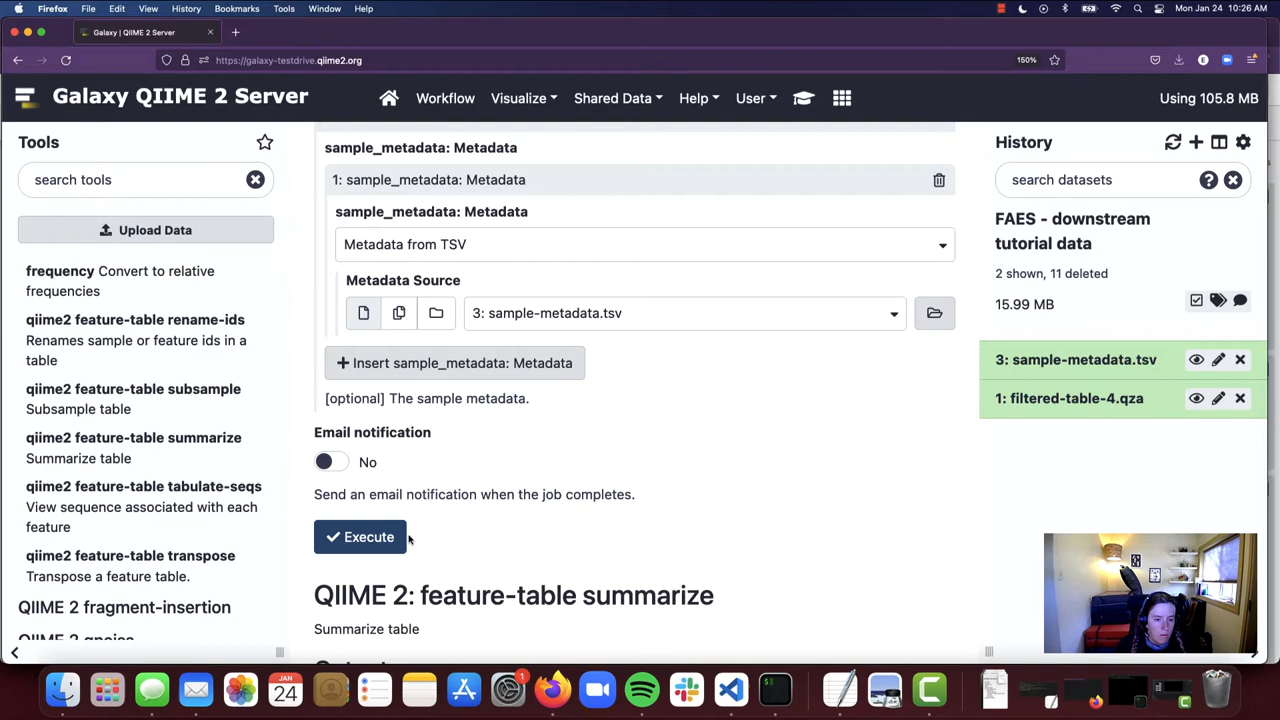 Firefox File Edit View History Bookmarks Tools Window Help Mon Jan 24 10:26 AM
Galaxy | QIIME 2 Server
https://galaxy-testdrive.qiime2.org 150%
Galaxy QIIME 2 Server Workflow Visualize Shared Data Help User Using 105.8 MB
Tools
search tools
Upload Data
frequency Convert to relative
frequencies
qiime2 feature-table rename-ids
Renames sample or feature ids in a
table
qiime2 feature-table subsample
Subsample table
qiime2 feature-table summarize
Summarize table
qiime2 feature-table tabulate-seqs
View sequence associated with each
feature
qiime2 feature-table transpose
Transpose a feature table.
QIIME 2 fragment-insertion
sample_metadata: Metadata
1: sample_metadata: Metadata
sample_metadata: Metadata
Metadata from TSV
Metadata Source
3: sample-metadata.tsv
Insert sample_metadata: Metadata
[optional] The sample metadata.
Email notification
No
Send an email notification when the job completes.
Execute
QIIME 2: feature-table summarize
Summarize table
History
search datasets
FAES - downstream
tutorial data
2 shown, 11 deleted
15.99 MB
3: sample-metadata.tsv
1: filtered-table-4.qza
JAN
24
1